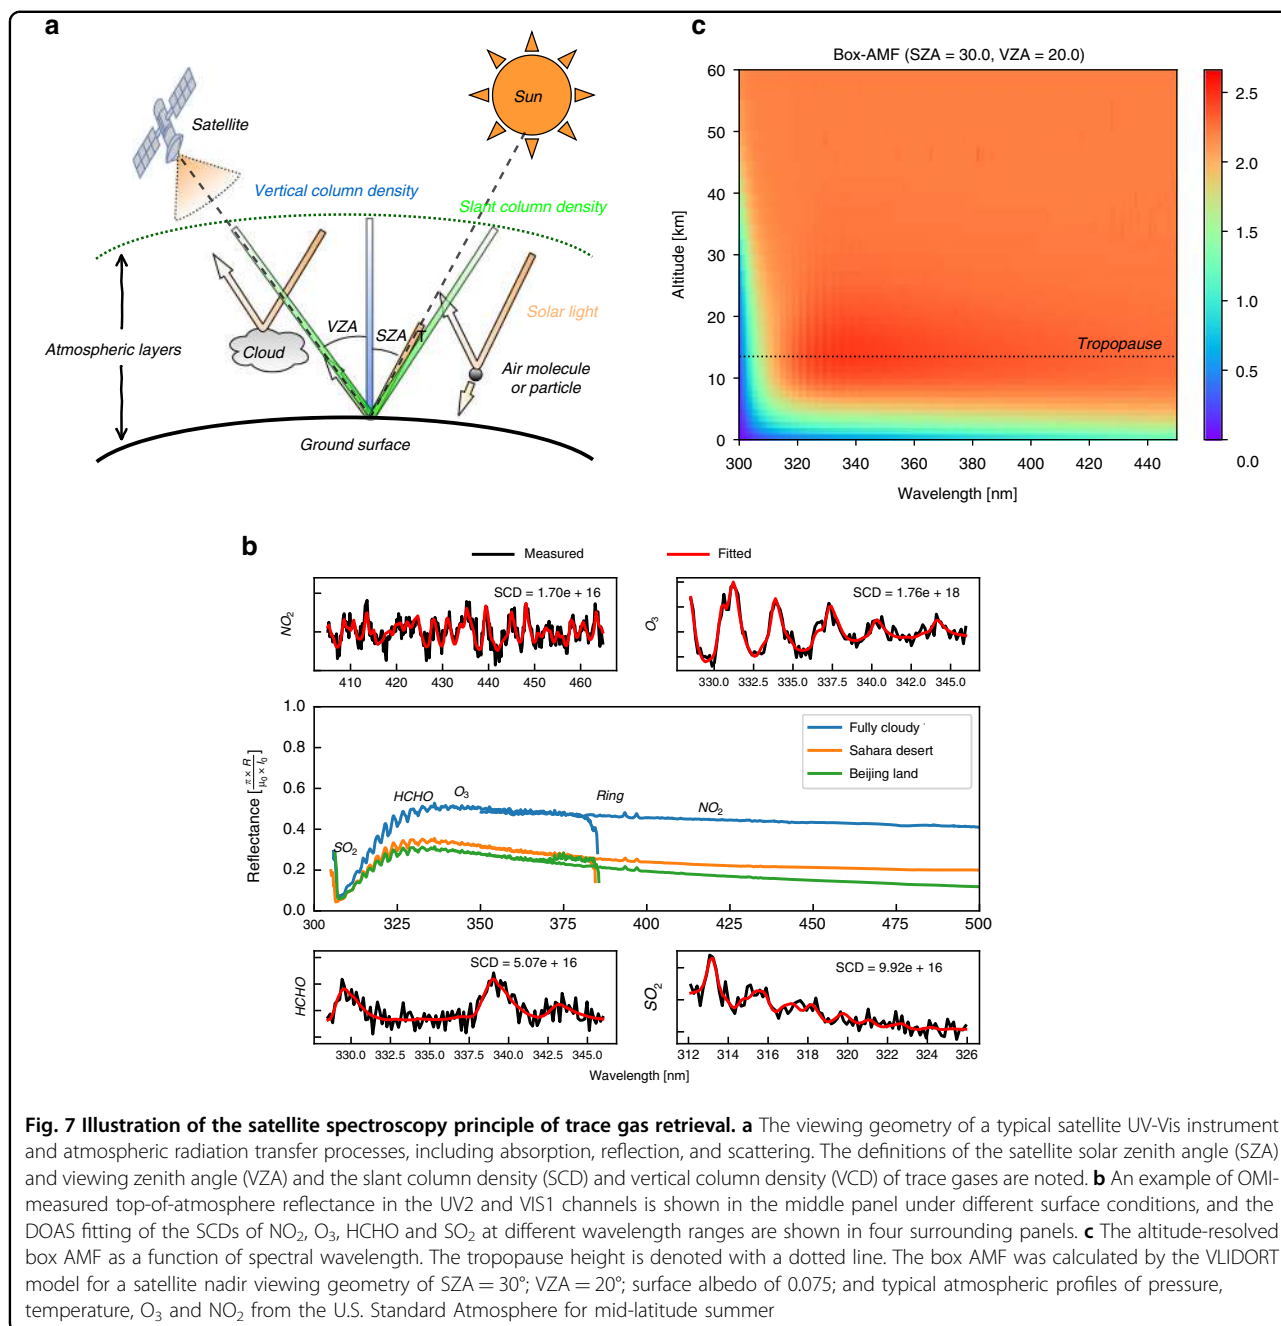 a
Sun
Satellite
Vertical column density
Slant column density
Solar light
VZA
SZA
Cloud
Atmospheric layers
Air molecule
or particle
Ground surface
c
Box-AMF (SZA = 30.0, VZA = 20.0)
60
50
40
30
20
10
0
Altitude [km]
Tropopause
300 320 340 360 380 400 420 440
Wavelength [nm]
2.5
2.0
1.5
1.0
0.5
0.0
b
Measured
Fitted
NO2
SCD = 1.70e + 16
410 420 430 440 450 460
O3
SCD = 1.76e + 18
330.0 332.5 335.0 337.5 340.0 342.5 345.0
Reflectance [π × R / μ0 × I0]
1.0
0.8
0.6
0.4
0.2
0.0
Fully cloudy
Sahara desert
Beijing land
SO2
HCHO
O3
Ring
NO2
300 325 350 375 400 425 450 475 500
HCHO
SCD = 5.07e + 16
330.0 332.5 335.0 337.5 340.0 342.5 345.0
SO2
SCD = 9.92e + 16
312 314 316 318 320 322 324 326
Wavelength [nm]
Fig. 7 Illustration of the satellite spectroscopy principle of trace gas retrieval. a The viewing geometry of a typical satellite UV-Vis instrument
and atmospheric radiation transfer processes, including absorption, reflection, and scattering. The definitions of the satellite solar zenith angle (SZA)
and viewing zenith angle (VZA) and the slant column density (SCD) and vertical column density (VCD) of trace gases are noted. b An example of OMI-
measured top-of-atmosphere reflectance in the UV2 and VIS1 channels is shown in the middle panel under different surface conditions, and the
DOAS fitting of the SCDs of NO2, O3, HCHO and SO2 at different wavelength ranges are shown in four surrounding panels. c The altitude-resolved
box AMF as a function of spectral wavelength. The tropopause height is denoted with a dotted line. The box AMF was calculated by the VLIDORT
model for a satellite nadir viewing geometry of SZA = 30°; VZA = 20°; surface albedo of 0.075; and typical atmospheric profiles of pressure,
temperature, O3 and NO2 from the U.S. Standard Atmosphere for mid-latitude summer